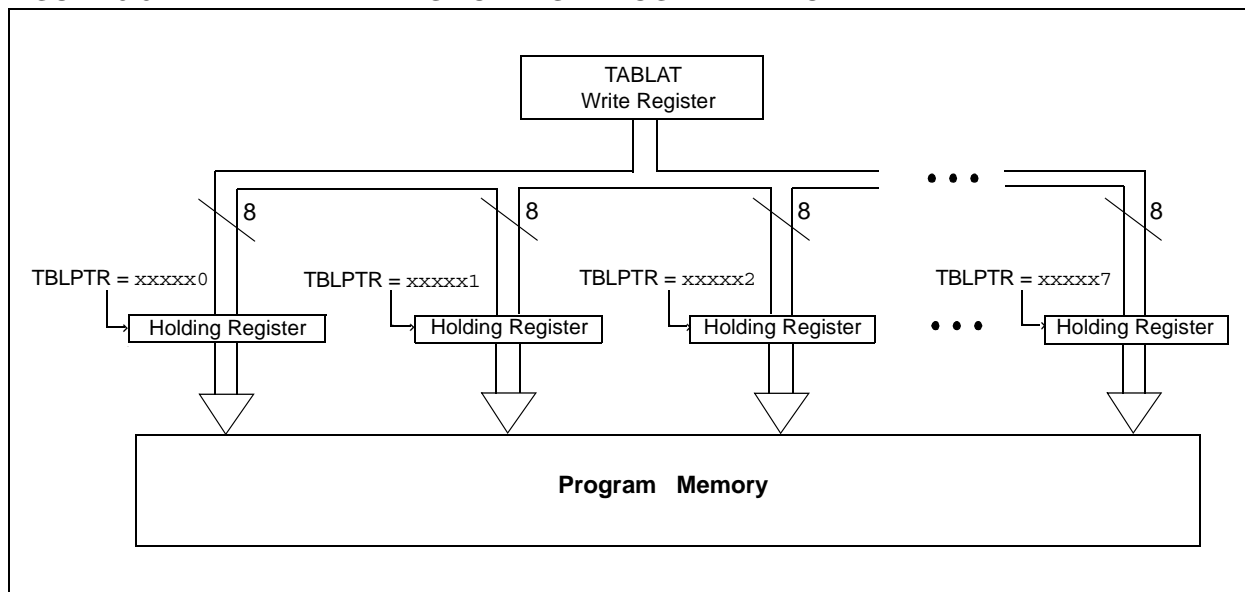 TABLAT
Write Register
8
8
8
8
TBLPTR = xxxxx0
TBLPTR = xxxxx1
TBLPTR = xxxxx2
TBLPTR = xxxxx7
Holding Register
Holding Register
Holding Register
Holding Register
Program Memory